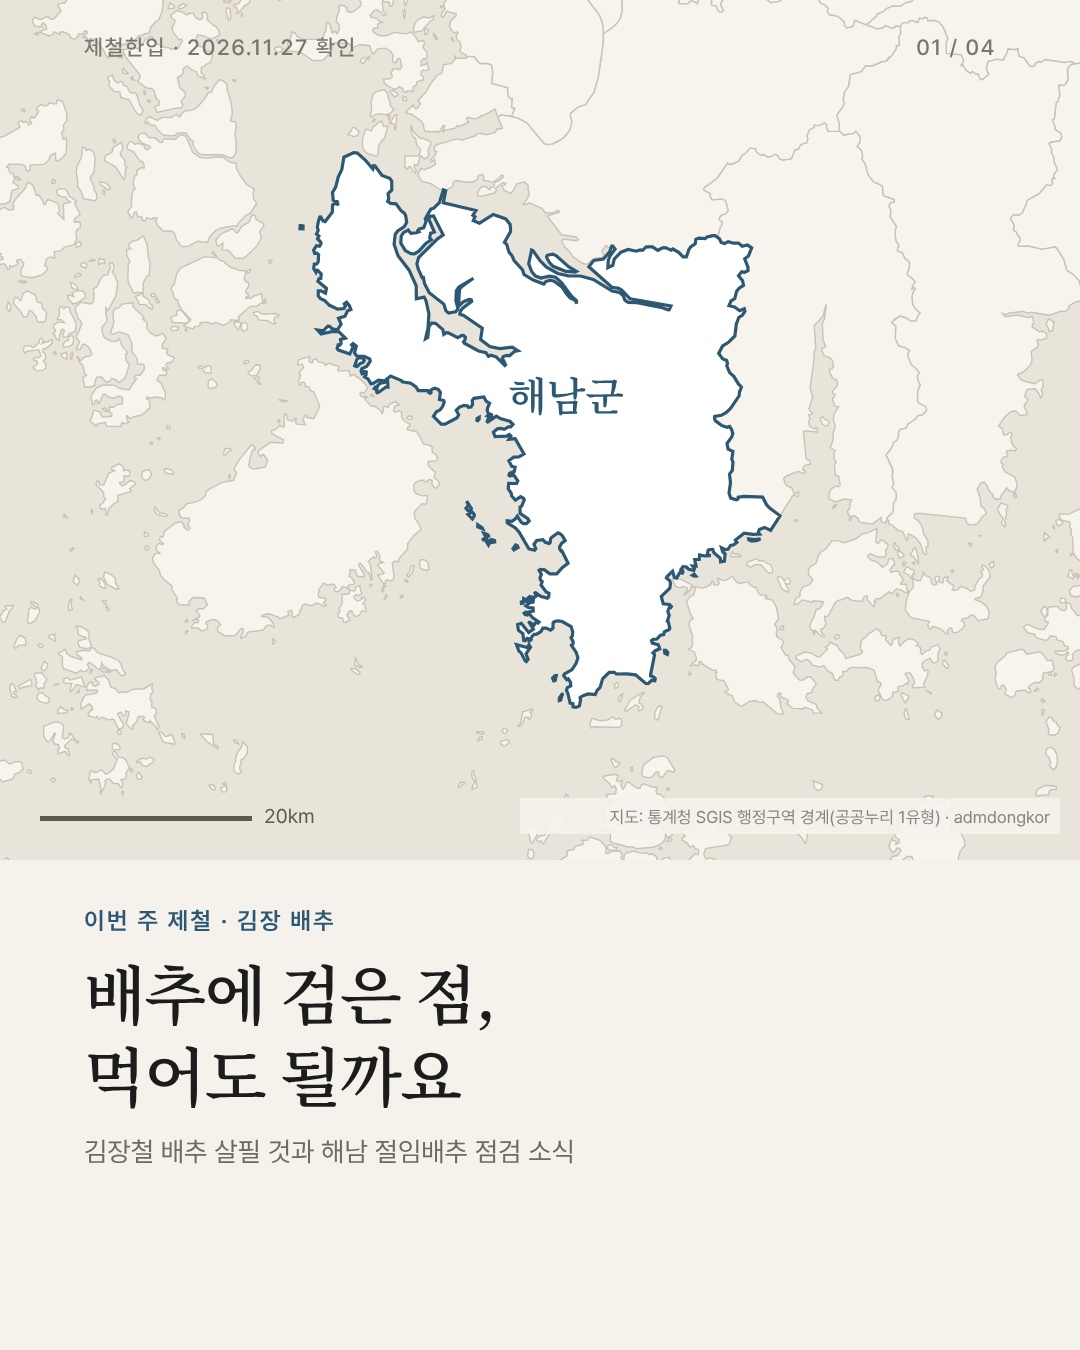 제철한입 · 2026.11.27 확인
01 / 04
해남군
20km
지도: 통계청 SGIS 행정구역 경계(공공누리 1유형) · admdongkor
이번 주 제철 · 김장 배추
배추에 검은 점,
먹어도 될까요
김장철 배추 살필 것과 해남 절임배추 점검 소식